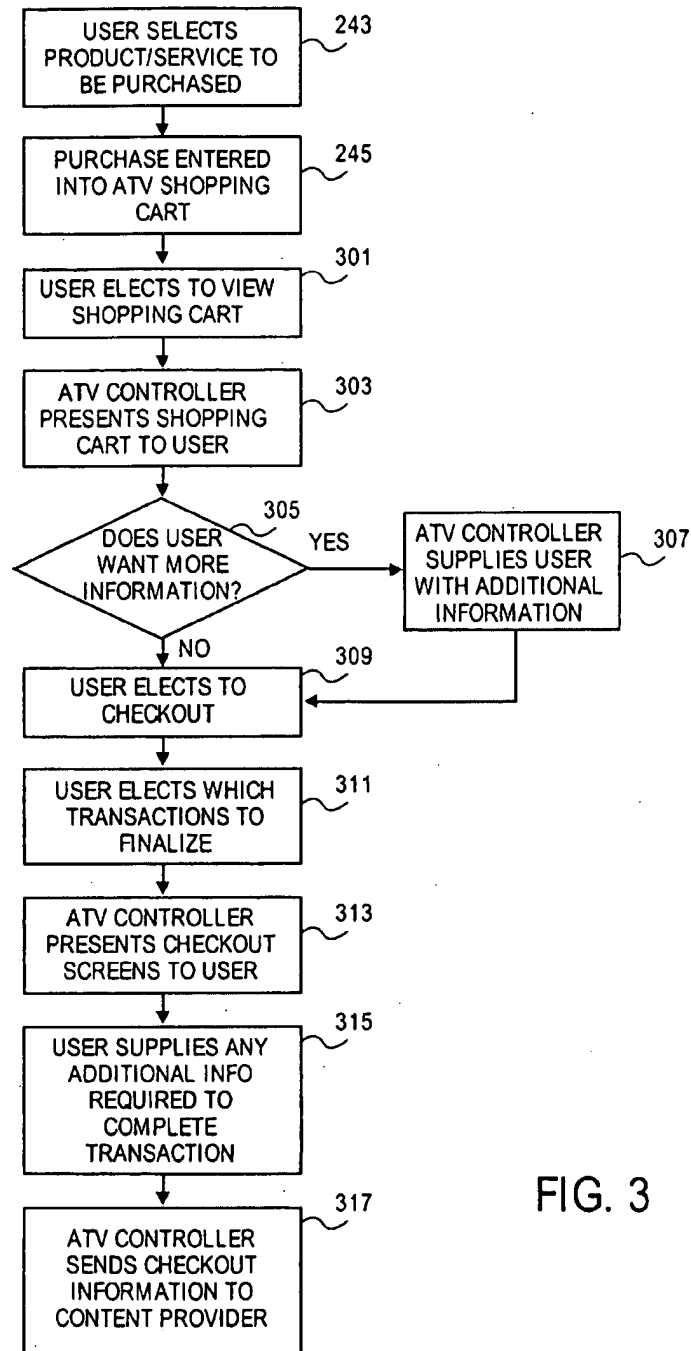 USER SELECTS
PRODUCT/SERVICE TO
BE PURCHASED
243
PURCHASE ENTERED
INTO ATV SHOPPING
CART
245
USER ELECTS TO VIEW
SHOPPING CART
301
ATV CONTROLLER
PRESENTS SHOPPING
CART TO USER
303
DOES USER
WANT MORE
INFORMATION?
305
YES
ATV CONTROLLER
SUPPLIES USER
WITH ADDITIONAL
INFORMATION
307
NO
USER ELECTS TO
CHECKOUT
309
USER ELECTS WHICH
TRANSACTIONS TO
FINALIZE
311
ATV CONTROLLER
PRESENTS CHECKOUT
SCREENS TO USER
313
USER SUPPLIES ANY
ADDITIONAL INFO
REQUIRED TO
COMPLETE
TRANSACTION
315
ATV CONTROLLER
SENDS CHECKOUT
INFORMATION TO
CONTENT PROVIDER
317
FIG. 3